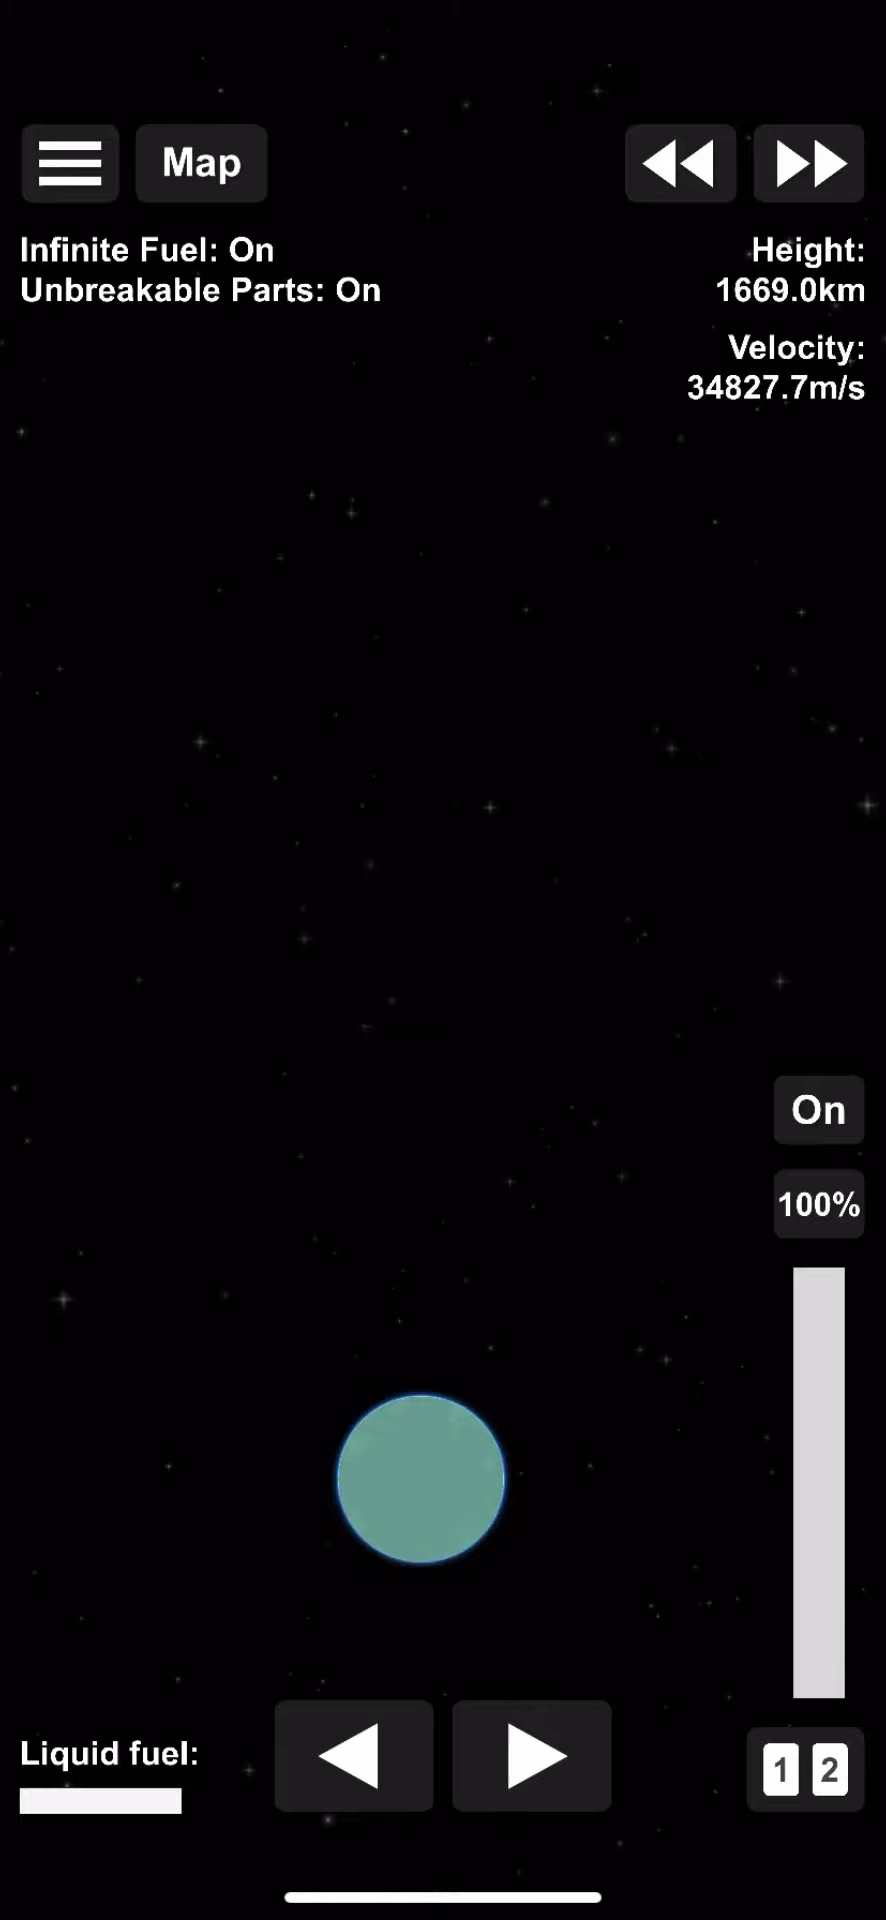 Map
Infinite Fuel: On
Unbreakable Parts: On
Height:
1669.0km
Velocity:
34827.7m/s
On
100%
Liquid fuel:
1 2